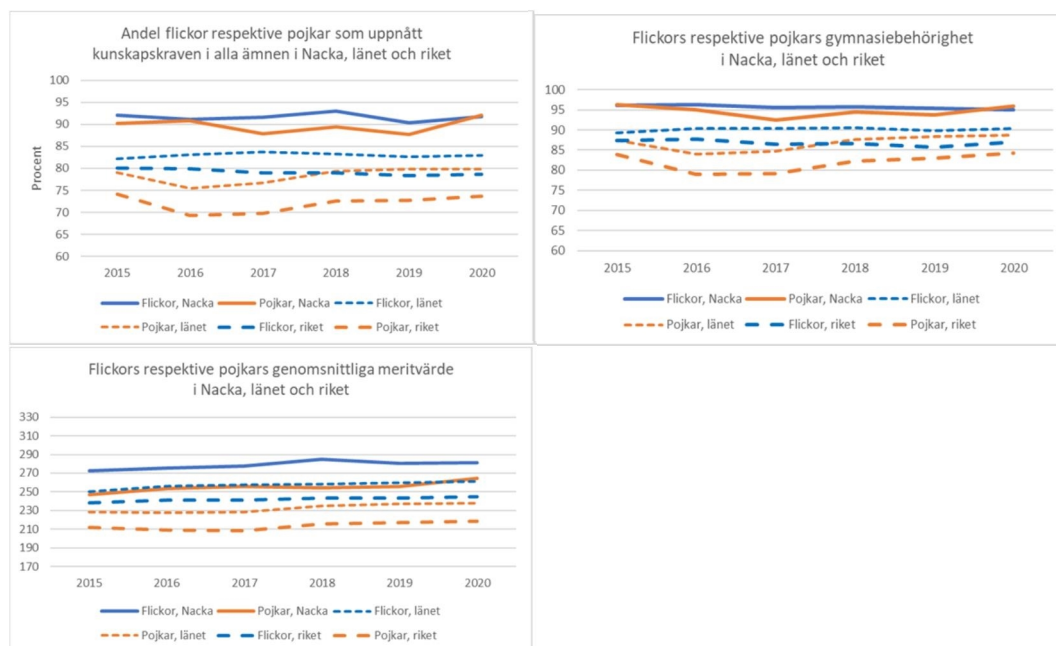 Andel flickor respektive pojkar som uppnått
kunskapskraven i alla ämnen i Nacka, länet och riket
100
95
90
85
80
75
70
65
60
Procent
2015 2016 2017 2018 2019 2020
Flickor, Nacka Pojkar, Nacka Flickor, länet
Pojkar, länet Flickor, riket Pojkar, riket
Flickors respektive pojkars gymnasiebehörighet
i Nacka, länet och riket
100
95
90
85
80
75
70
65
60
2015 2016 2017 2018 2019 2020
Flickor, Nacka Pojkar, Nacka Flickor, länet
Pojkar, länet Flickor, riket Pojkar, riket
Flickors respektive pojkars genomsnittliga meritvärde
i Nacka, länet och riket
330
310
290
270
250
230
210
190
170
2015 2016 2017 2018 2019 2020
Flickor, Nacka Pojkar, Nacka Flickor, länet
Pojkar, länet Flickor, riket Pojkar, riket